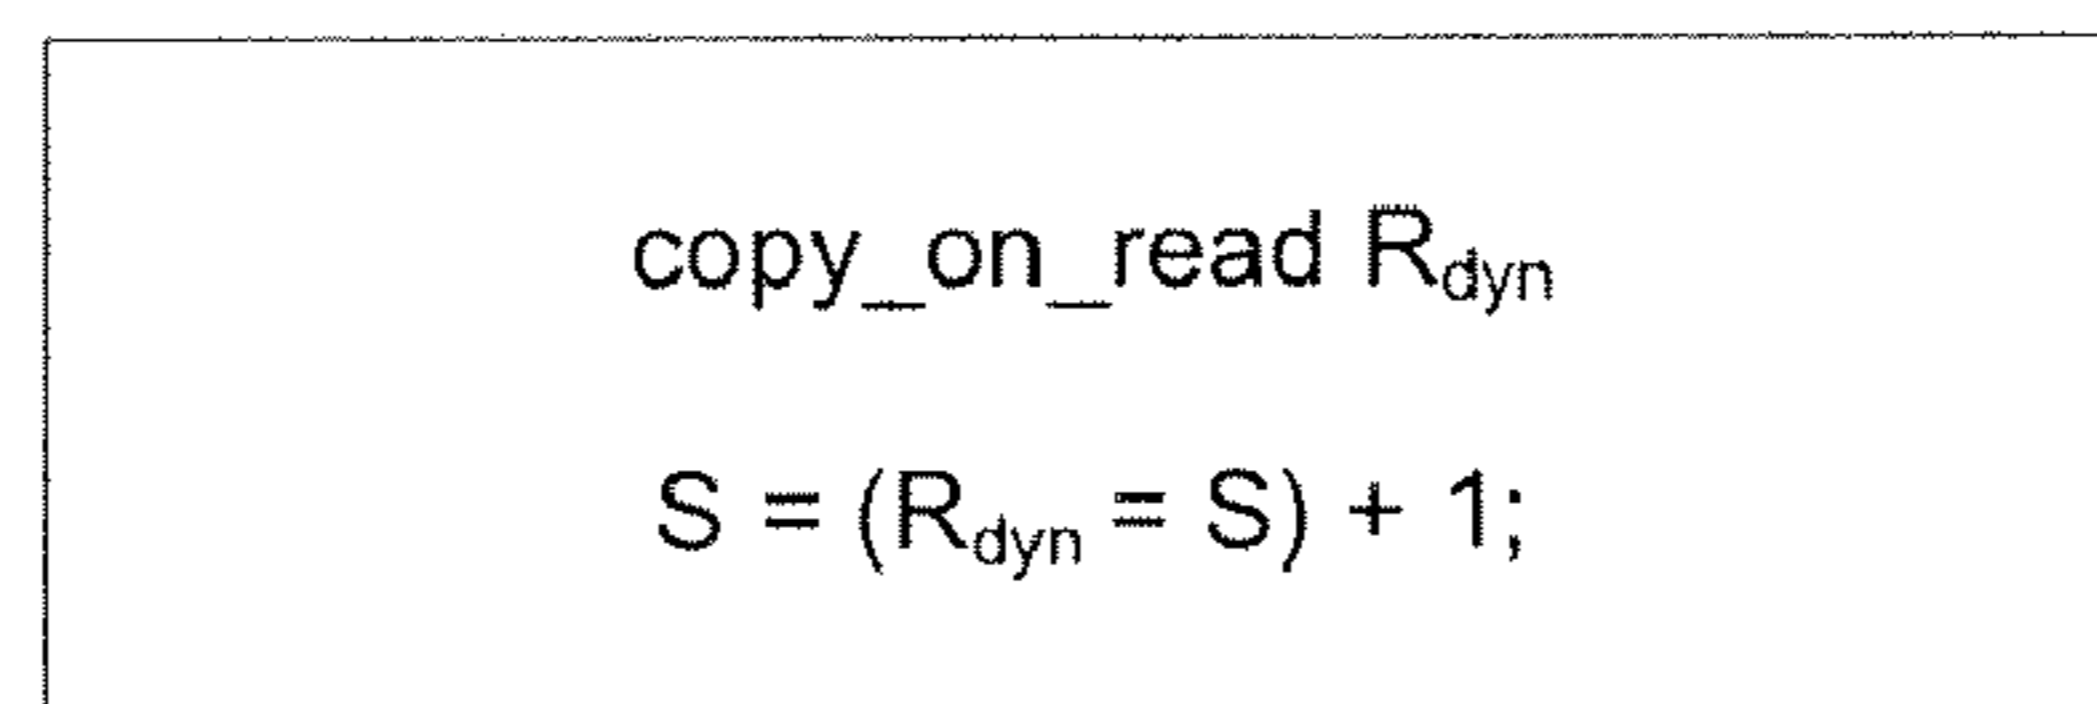 copy_on_read R_dyn
S = (R_dyn = S) + 1;